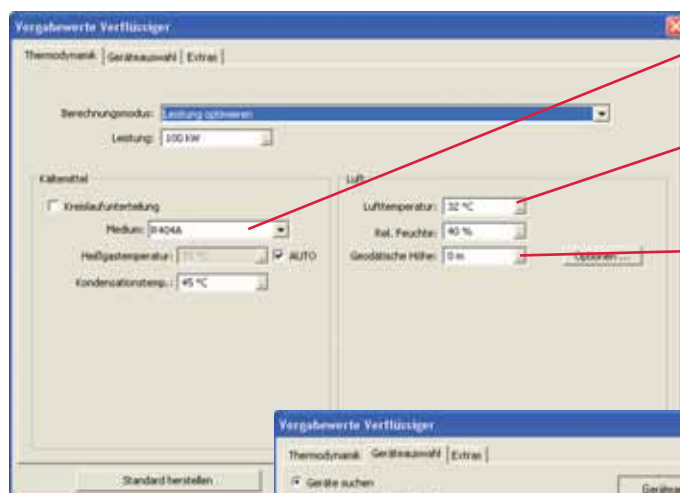 Vorgabewerte Verflüssiger
Thermodynamik Geräteauswahl Extras
Berechnungsmodus: Leistung optimieren
Leistung: 100 kW
Kältemittel
Kreislaufunterteilung
Medium: R404A
Heißgastemperatur: AUTO
Kondensationstemp.: 45 °C
Luft
Lufttemperatur: 32 °C
Rel. Feuchte: 40 %
Geodätische Höhe: 0 m
Optionen ...
Standard herstellen
Vorgabewerte Verflüssiger
Thermodynamik Geräteauswahl Extras
Geräte suchen